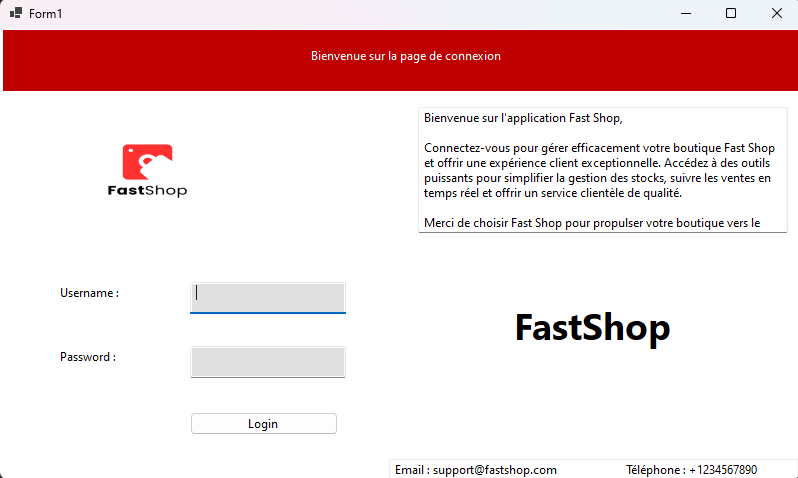 Form1
Bienvenue sur la page de connexion
FastShop
Bienvenue sur l'application Fast Shop,
Connectez-vous pour gérer efficacement votre boutique Fast Shop
et offrir une expérience client exceptionnelle. Accédez à des outils
puissants pour simplifier la gestion des stocks, suivre les ventes en
temps réel et offrir un service clientèle de qualité.
Merci de choisir Fast Shop pour propulser votre boutique vers le
Username :
Password :
Login
FastShop
Email : support@fastshop.com
Téléphone : +1234567890